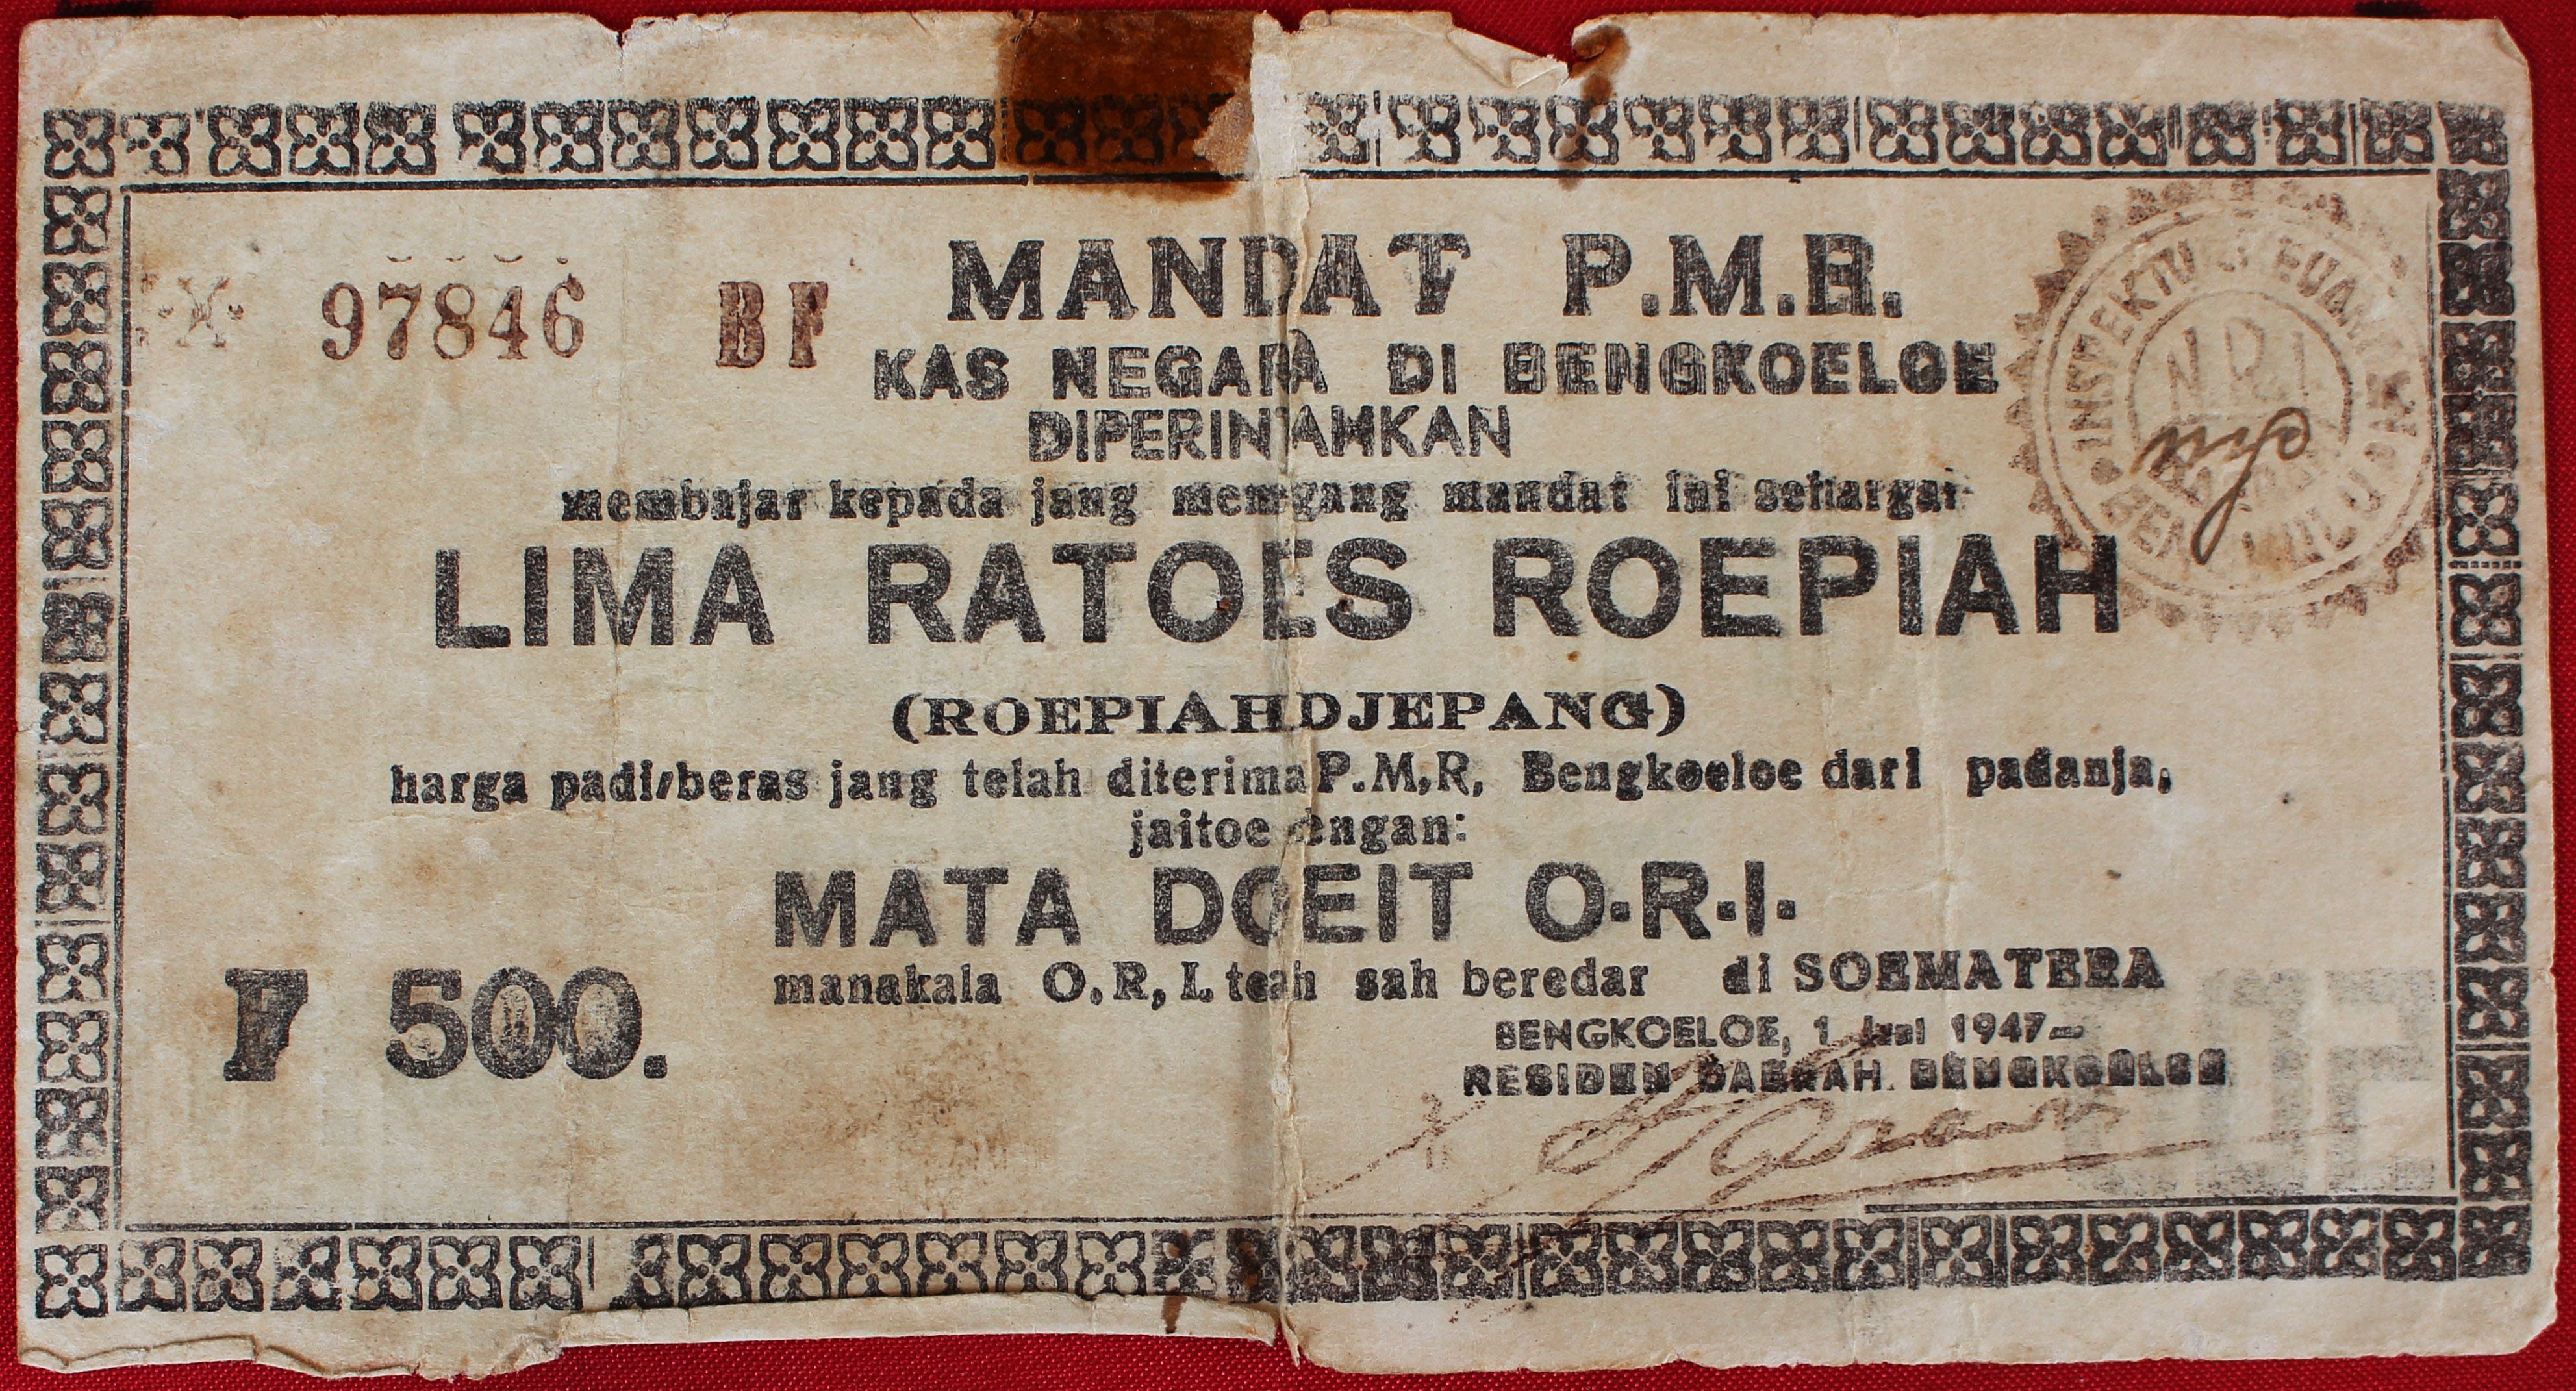 MANDAT P.M.R.
97846 BF
KAS NEGARA DI BENGKOELOE
DIPERINTAHKAN
membajar kepada jang memegang mandat ini seharga:
LIMA RATOES ROEPIAH
(ROEPIAH DJEPANG)
harga padi/beras jang telah diterima P.M.R. Bengkoeloe dari padanja,
jaitoe dengan:
MATA DOEIT O.R.I.
F 500.
manakala O.R.I. teah sah beredar di SOEMATERA
BENGKOELOE, 1 Juni 1947
RESIDEN DAERAH BENGKOELOE
N.R.I